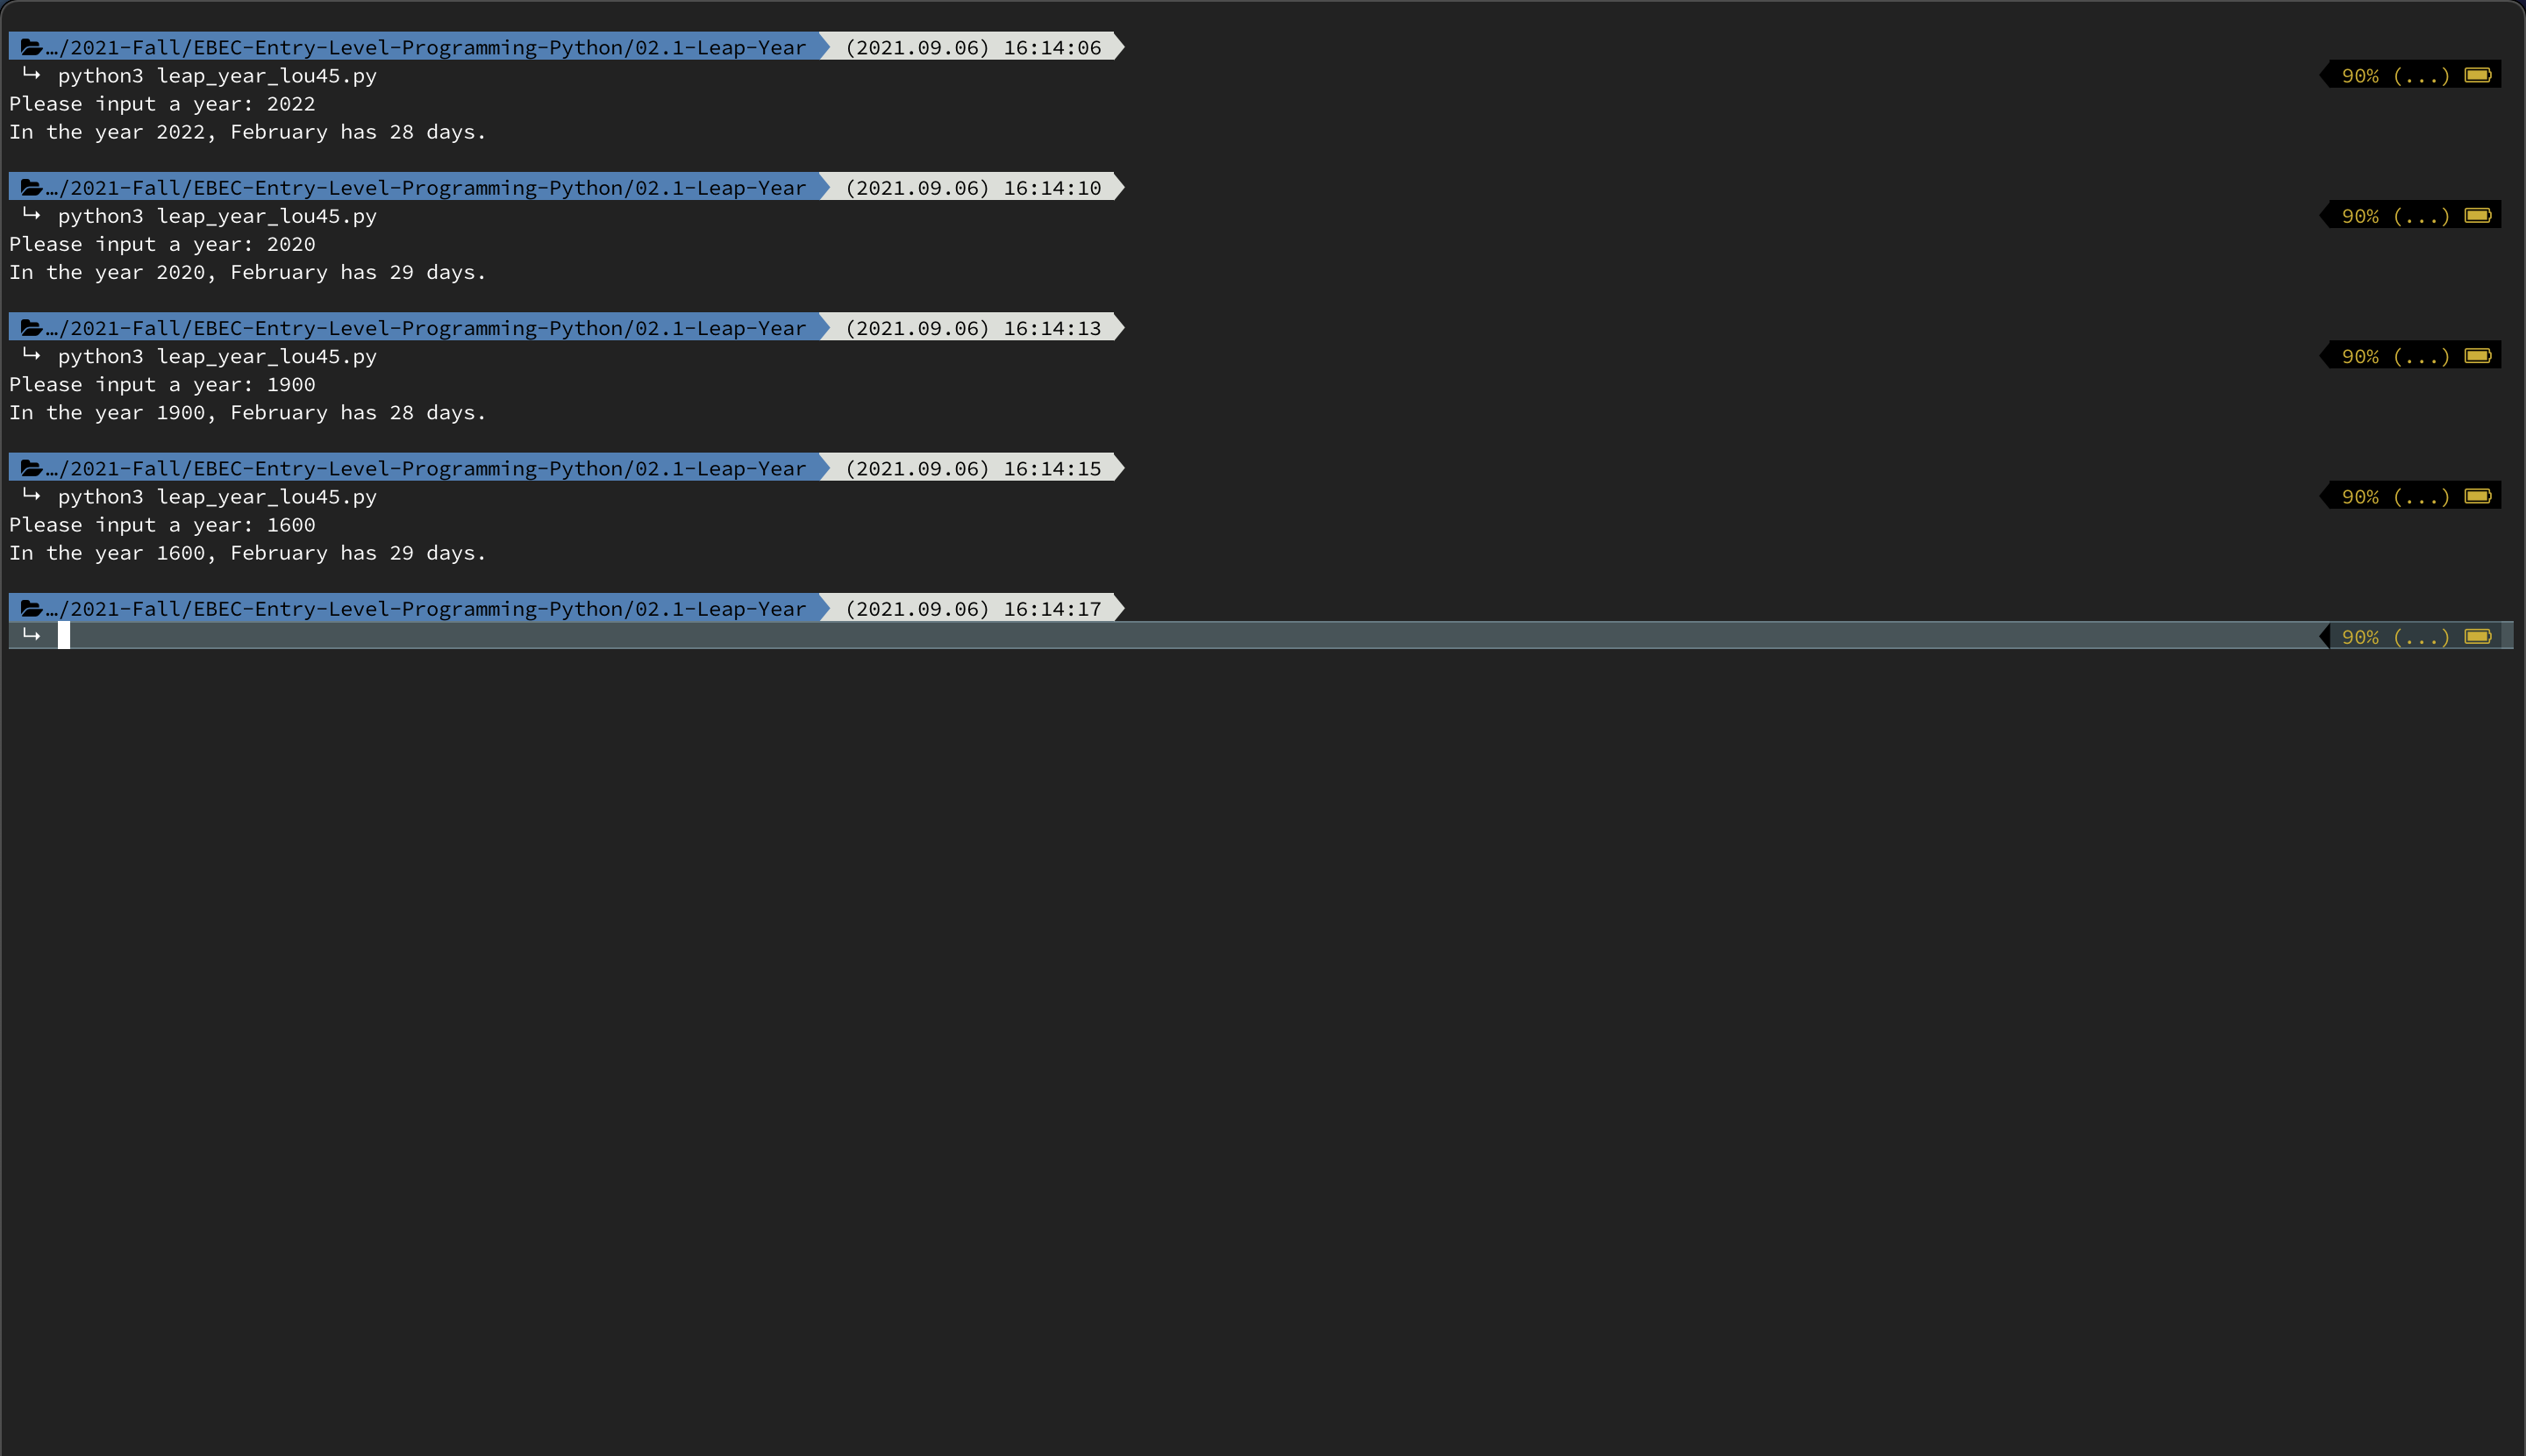 …/2021-Fall/EBEC-Entry-Level-Programming-Python/02.1-Leap-Year (2021.09.06) 16:14:06
↳ python3 leap_year_lou45.py 90% (...)
Please input a year: 2022
In the year 2022, February has 28 days.
…/2021-Fall/EBEC-Entry-Level-Programming-Python/02.1-Leap-Year (2021.09.06) 16:14:10
↳ python3 leap_year_lou45.py 90% (...)
Please input a year: 2020
In the year 2020, February has 29 days.
…/2021-Fall/EBEC-Entry-Level-Programming-Python/02.1-Leap-Year (2021.09.06) 16:14:13
↳ python3 leap_year_lou45.py 90% (...)
Please input a year: 1900
In the year 1900, February has 28 days.
…/2021-Fall/EBEC-Entry-Level-Programming-Python/02.1-Leap-Year (2021.09.06) 16:14:15
↳ python3 leap_year_lou45.py 90% (...)
Please input a year: 1600
In the year 1600, February has 29 days.
…/2021-Fall/EBEC-Entry-Level-Programming-Python/02.1-Leap-Year (2021.09.06) 16:14:17
↳ 90% (...)